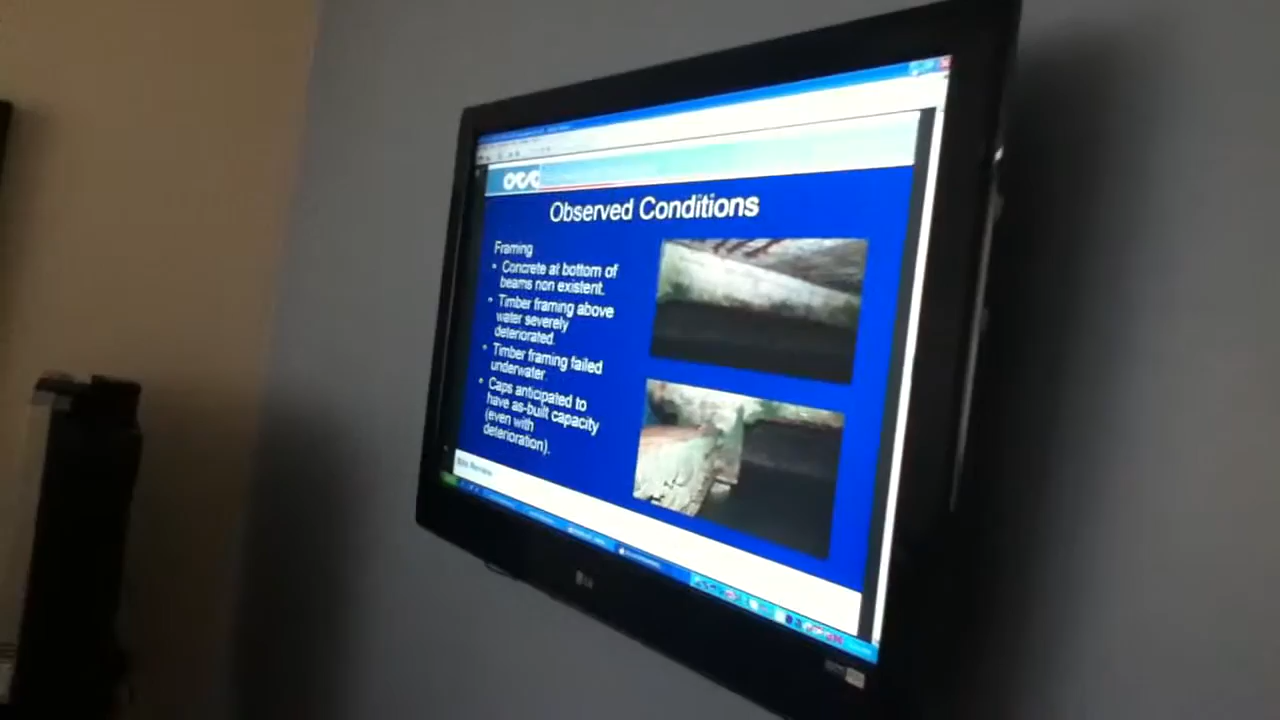 Observed Conditions
Framing
• Concrete at bottom of
beams non existent.
• Timber framing above
water severely
deteriorated.
• Timber framing failed
underwater.
• Caps anticipated to
have as-built capacity
(even with
deterioration).
LG